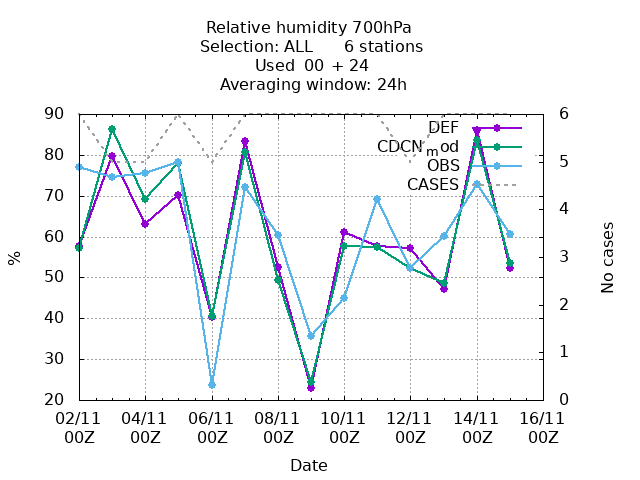 Relative humidity 700hPa
Selection: ALL 6 stations
Used 00 + 24
Averaging window: 24h
90 6
DEF
CDCNmod
80 5
OBS
CASES
70
4
60
% No cases
50 3
40 2
30 1
20 0
02/11 04/11 06/11 08/11 10/11 12/11 14/11 16/11
00Z 00Z 00Z 00Z 00Z 00Z 00Z 00Z
Date